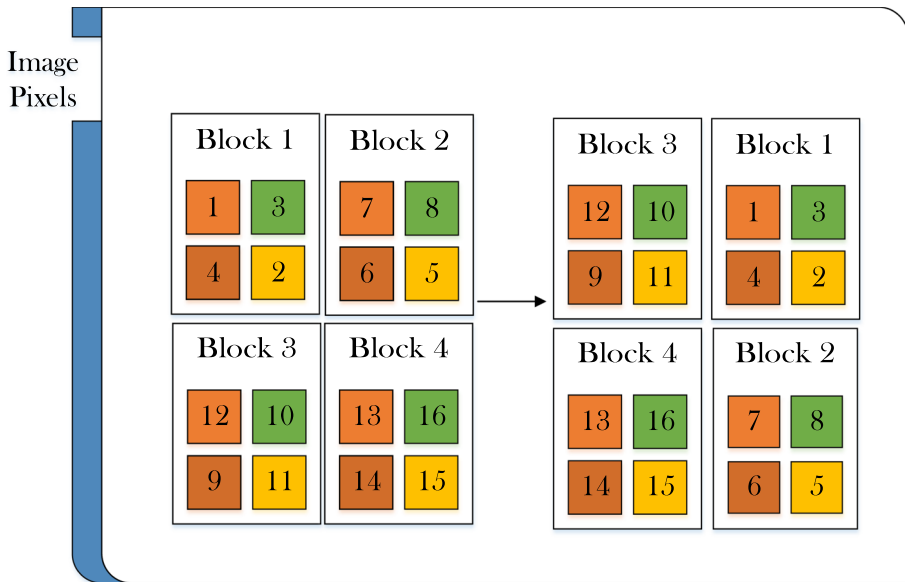 Image
Pixels
Block 1 Block 2
1 3 7 8
4 2 6 5
Block 3 Block 4
12 10 13 16
9 11 14 15
Block 3 Block 1
12 10 1 3
9 11 4 2
Block 4 Block 2
13 16 7 8
14 15 6 5